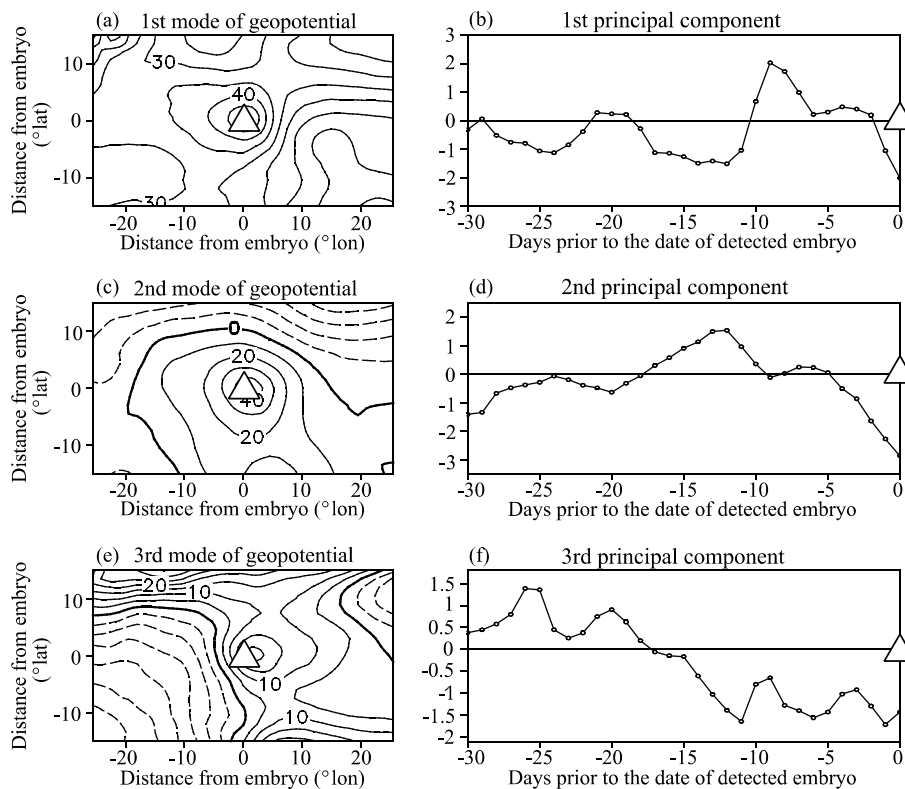 (a) 1st mode of geopotential
Distance from embryo
(°lat)
10
0
-10
30
40
30
-20 -10 0 10 20
Distance from embryo (°lon)
(b) 1st principal component
3
2
1
0
-1
-2
-3
-30 -25 -20 -15 -10 -5 0
Days prior to the date of detected embryo
(c) 2nd mode of geopotential
Distance from embryo
(°lat)
10
0
-10
0
20
40
20
-20 -10 0 10 20
Distance from embryo (°lon)
(d) 2nd principal component
2
1
0
-1
-2
-3
-30 -25 -20 -15 -10 -5 0
Days prior to the date of detected embryo
(e) 3rd mode of geopotential
Distance from embryo
(°lat)
10
0
-10
20
10
10
10
-20 -10 0 10 20
Distance from embryo (°lon)
(f) 3rd principal component
1.5
1
0.5
0
-0.5
-1
-1.5
-2
-30 -25 -20 -15 -10 -5 0
Days prior to the date of detected embryo